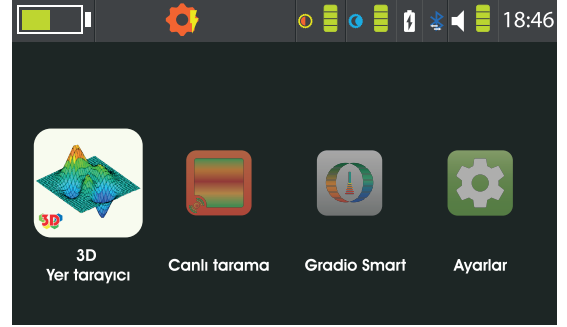 18:46
3D
3D
Yer tarayıcı
Canlı tarama
Gradio Smart
Ayarlar